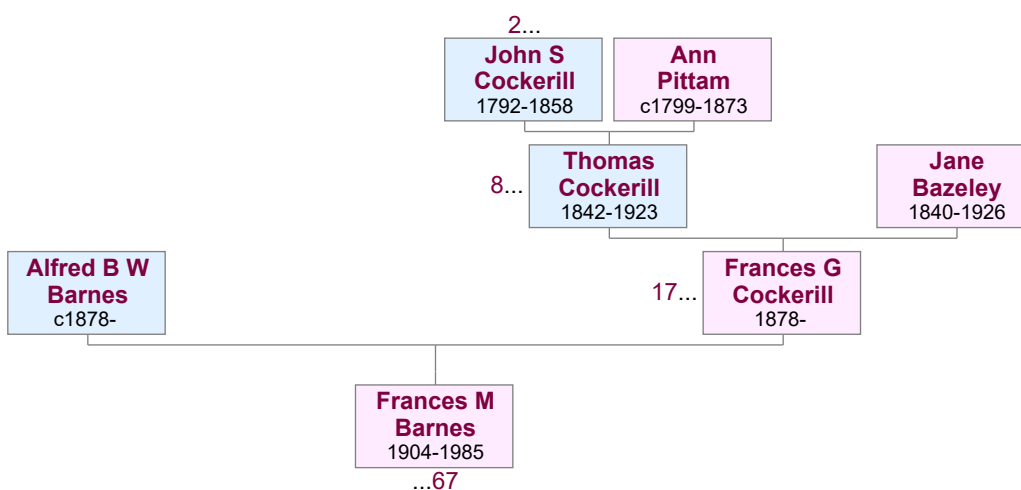 2...
John S
Cockerill
1792-1858
Ann
Pittam
c1799-1873
8...
Thomas
Cockerill
1842-1923
Jane
Bazeley
1840-1926
Alfred B W
Barnes
c1878-
17...
Frances G
Cockerill
1878-
Frances M
Barnes
1904-1985
...67